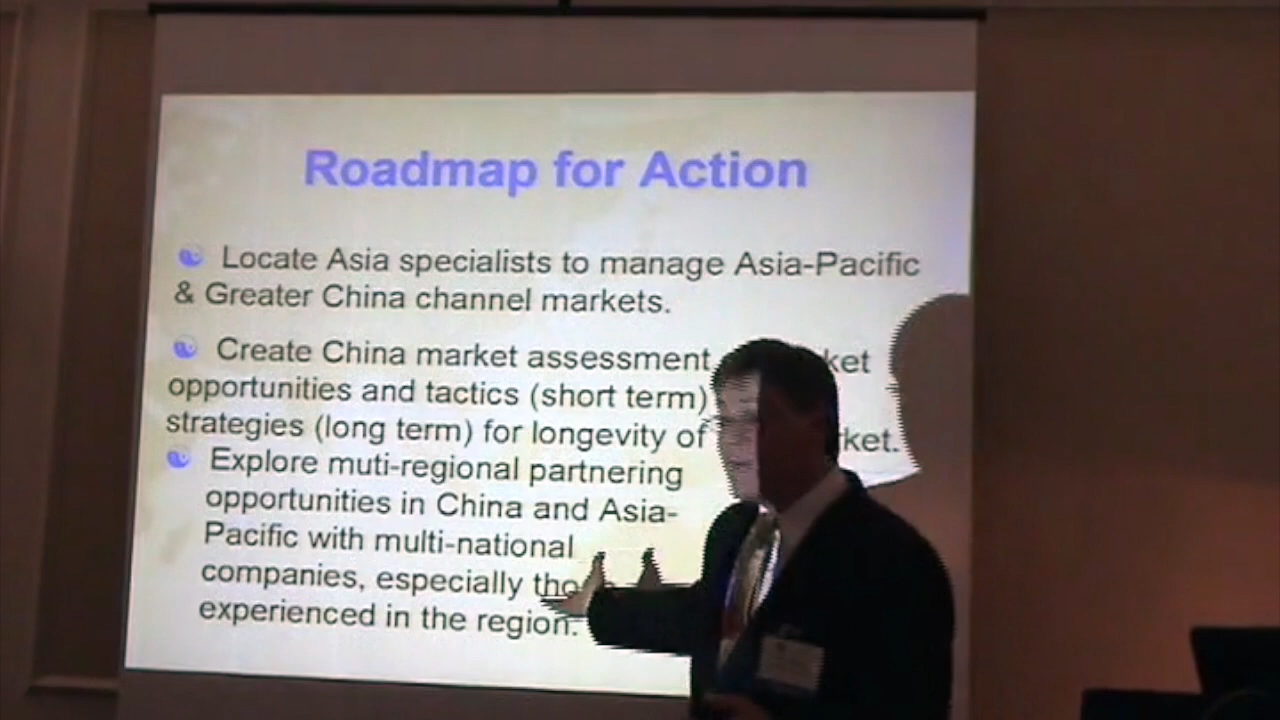 Roadmap for Action
Locate Asia specialists to manage Asia-Pacific
& Greater China channel markets.
Create China market assessment
opportunities and tactics (short term)
strategies (long term) for longevity of
Explore muti-regional partnering
opportunities in China and Asia-
Pacific with multi-national
companies, especially
experienced in the region.